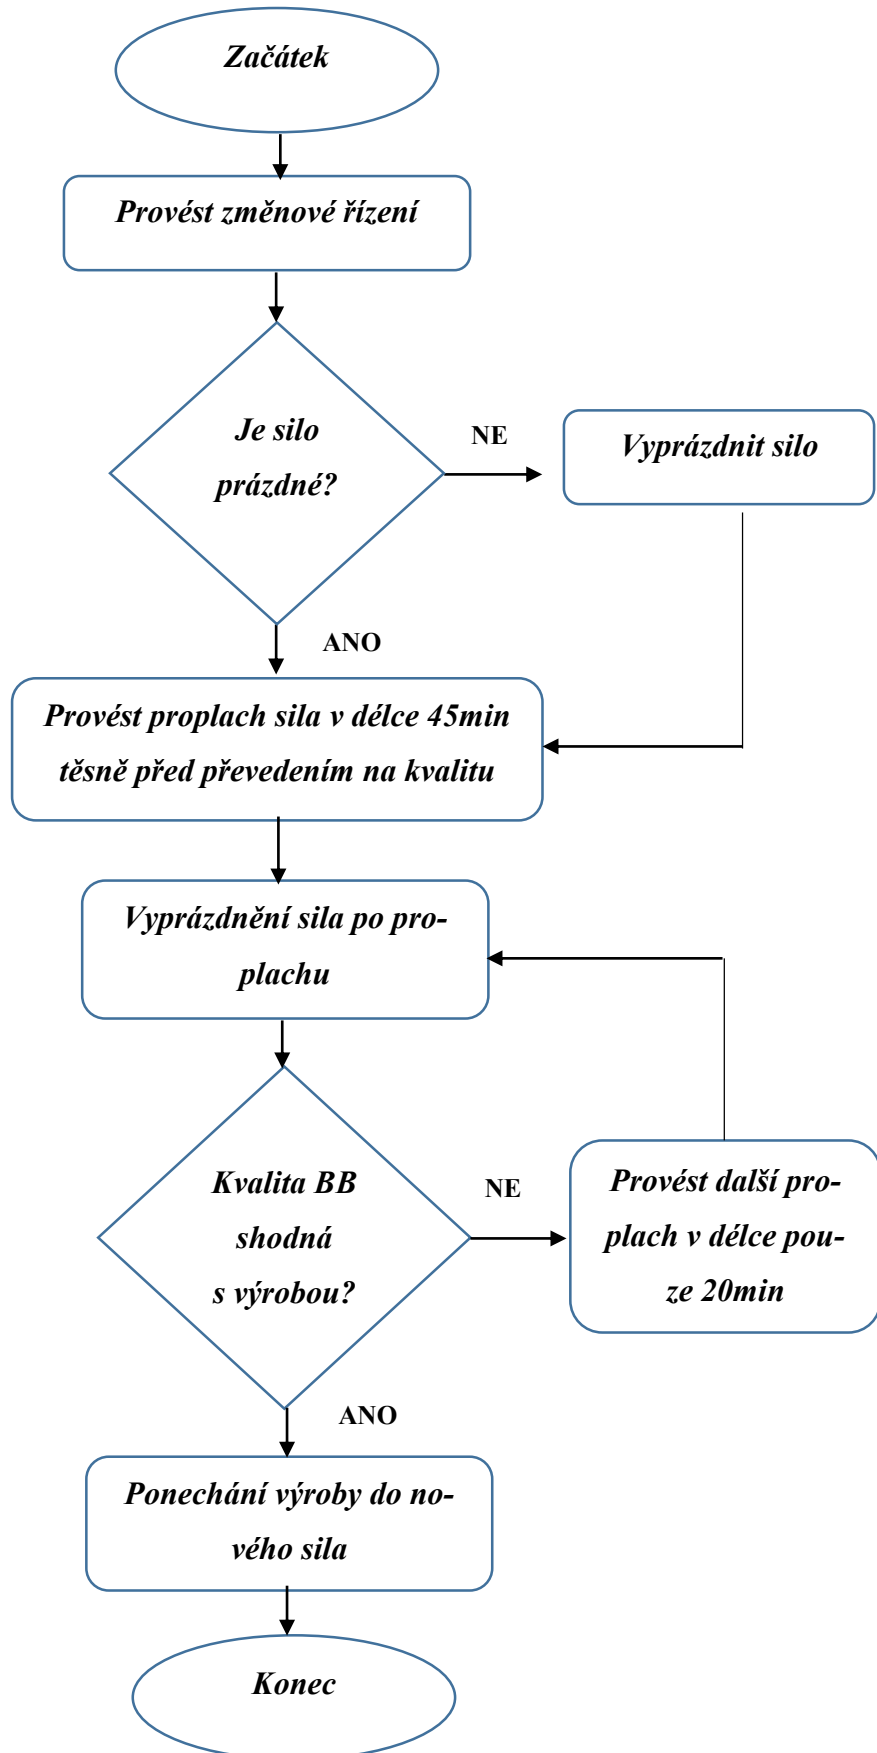 Začátek
Provést změnové řízení
Je silo
prázdné?
NE
Vyprázdnit silo
ANO
Provést proplach sila v délce 45min
těsně před převedením na kvalitu
Vyprázdnění sila po pro-
plachu
Kvalita BB
shodná
s výrobou?
NE
Provést další pro-
plach v délce pou-
ze 20min
ANO
Ponechání výroby do no-
vého sila
Konec